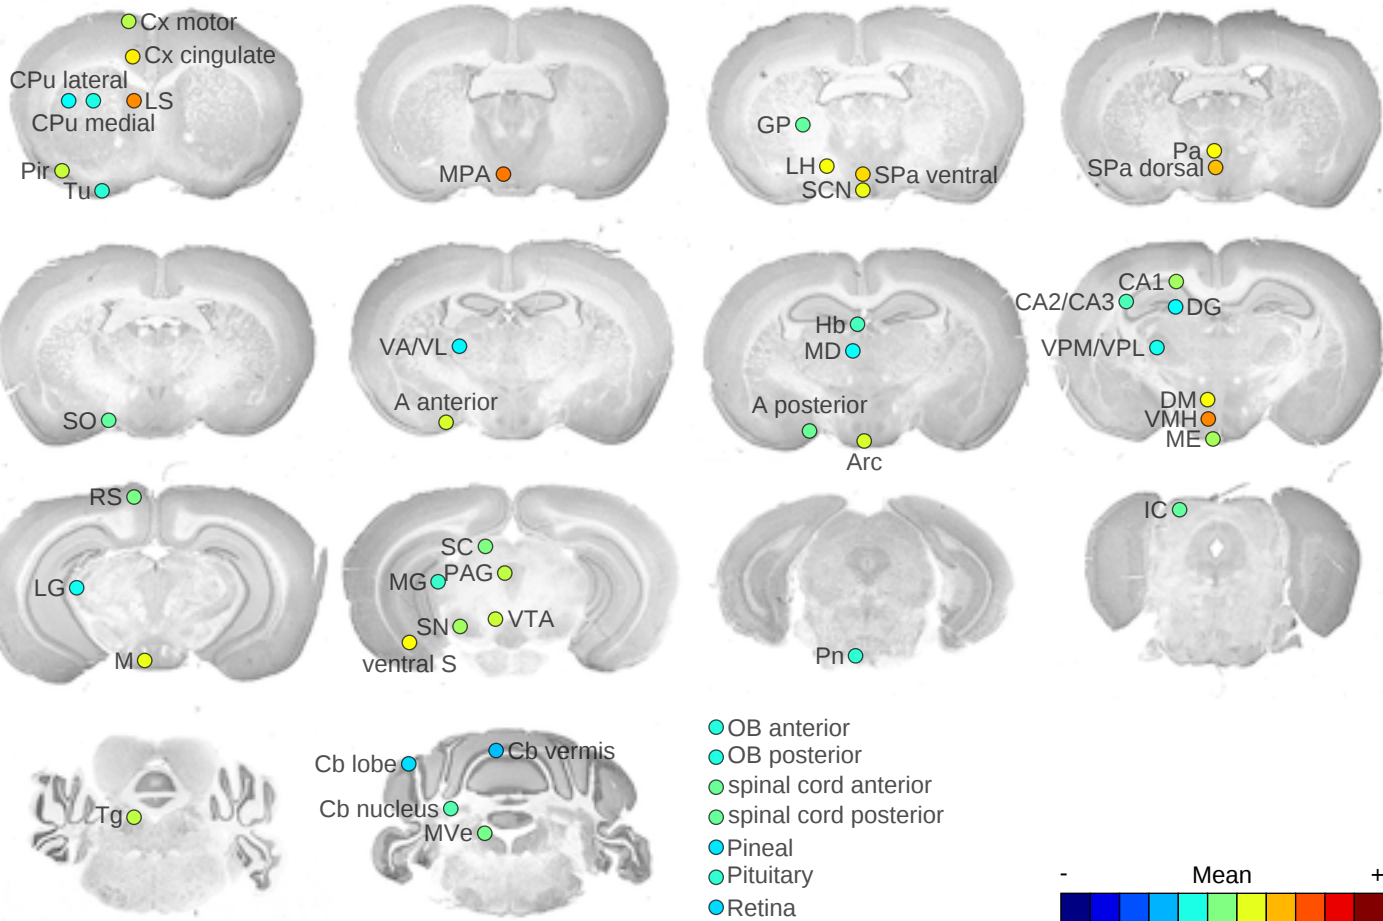 Cx motor
Cx cingulate
CPu lateral
LS
CPu medial
Pir
Tu
MPA
GP
LH
SPa ventral
SCN
Pa
SPa dorsal
SO
VA/VL
A anterior
Hb
MD
A posterior
Arc
CA1
CA2/CA3
DG
VPM/VPL
DM
VMH
ME
RS
LG
M
SC
MG
PAG
SN
VTA
ventral S
Pn
IC
Tg
Cb lobe
Cb vermis
Cb nucleus
MVe
OB anterior
OB posterior
spinal cord anterior
spinal cord posterior
Pineal
Pituitary
Retina
- Mean +